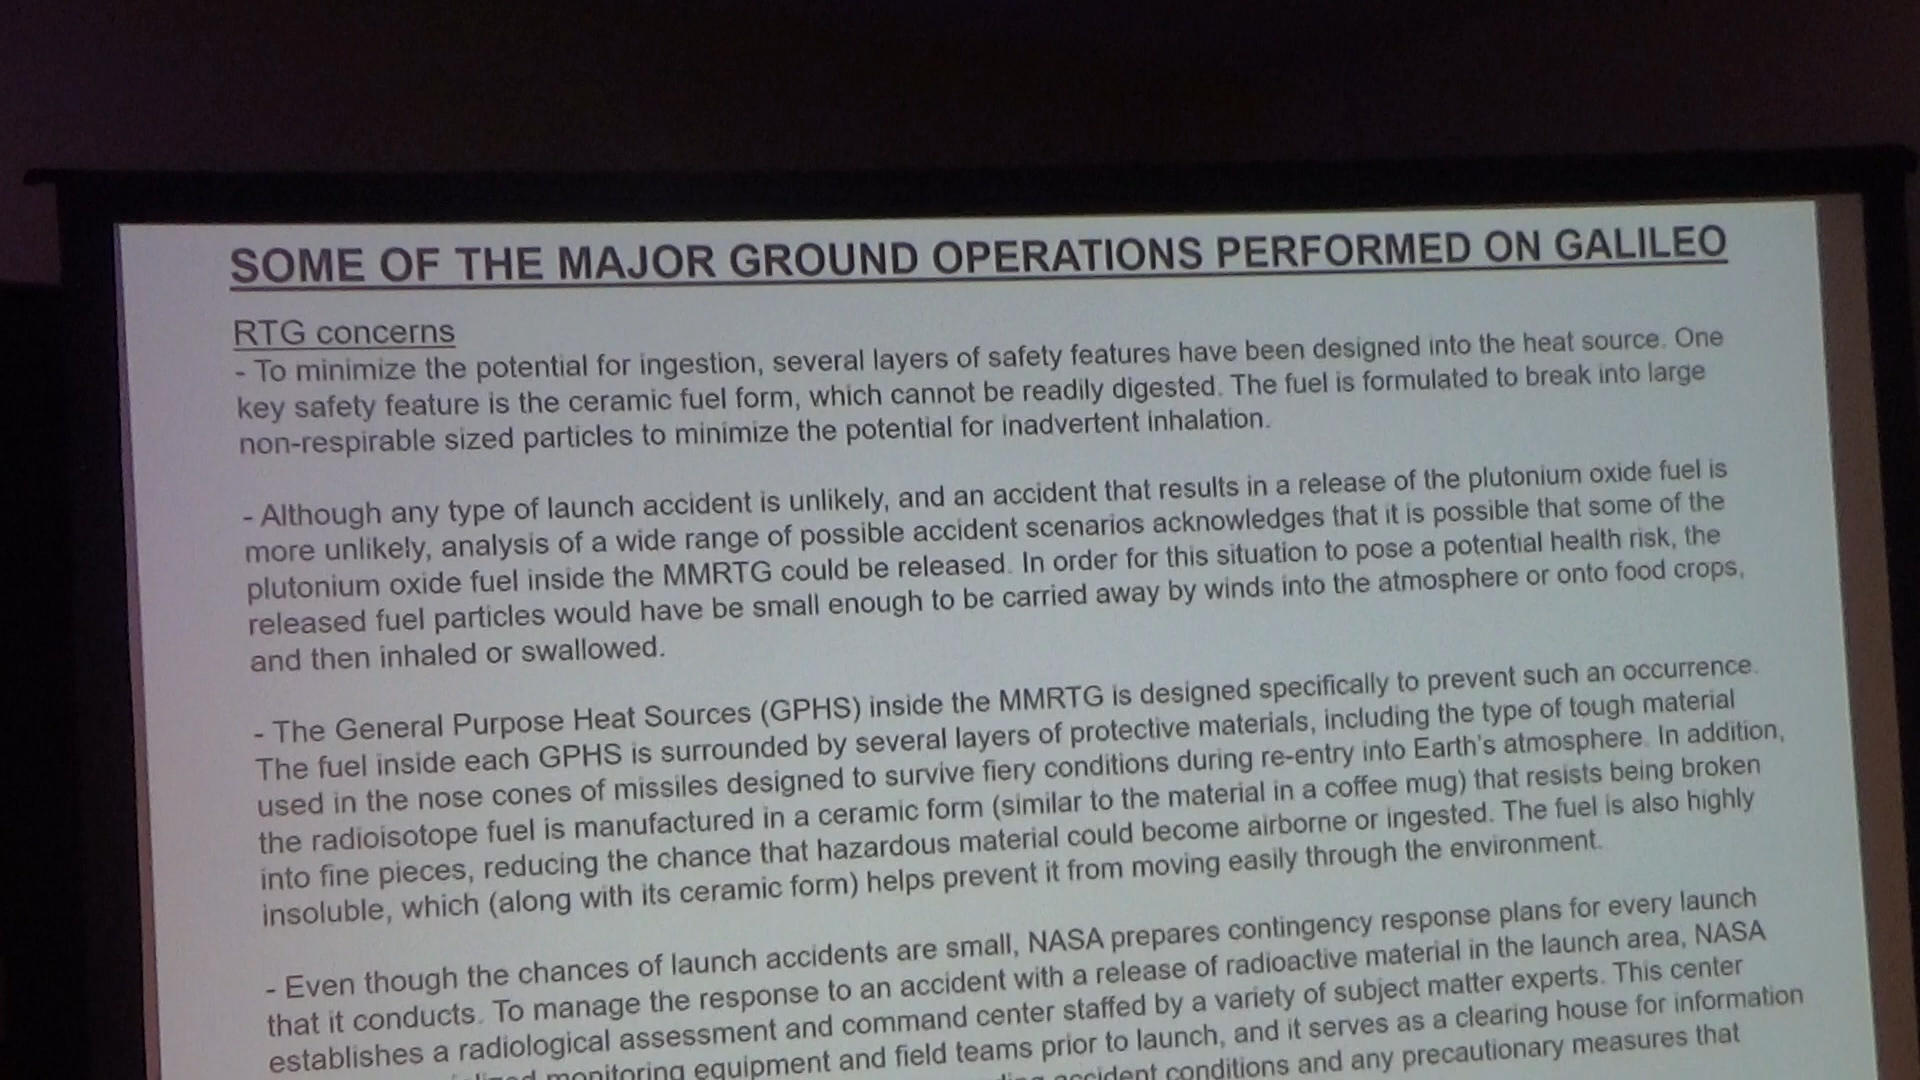 SOME OF THE MAJOR GROUND OPERATIONS PERFORMED ON GALILEO
RTG concerns
- To minimize the potential for ingestion, several layers of safety features have been designed into the heat source. One
key safety feature is the ceramic fuel form, which cannot be readily digested. The fuel is formulated to break into large
non-respirable sized particles to minimize the potential for inadvertent inhalation.
- Although any type of launch accident is unlikely, and an accident that results in a release of the plutonium oxide fuel is
more unlikely, analysis of a wide range of possible accident scenarios acknowledges that it is possible that some of the
plutonium oxide fuel inside the MMRTG could be released. In order for this situation to pose a potential health risk, the
released fuel particles would have be small enough to be carried away by winds into the atmosphere or onto food crops,
and then inhaled or swallowed.
- The General Purpose Heat Sources (GPHS) inside the MMRTG is designed specifically to prevent such an occurrence.
The fuel inside each GPHS is surrounded by several layers of protective materials, including the type of tough material
used in the nose cones of missiles designed to survive fiery conditions during re-entry into Earth's atmosphere. In addition,
the radioisotope fuel is manufactured in a ceramic form (similar to the material in a coffee mug) that resists being broken
into fine pieces, reducing the chance that hazardous material could become airborne or ingested. The fuel is also highly
insoluble, which (along with its ceramic form) helps prevent it from moving easily through the environment.
- Even though the chances of launch accidents are small, NASA prepares contingency response plans for every launch
that it conducts. To manage the response to an accident with a release of radioactive material in the launch area, NASA
establishes a radiological assessment and command center staffed by a variety of subject matter experts. This center
monitoring equipment and field teams prior to launch, and it serves as a clearing house for information
accident conditions and any precautionary measures that